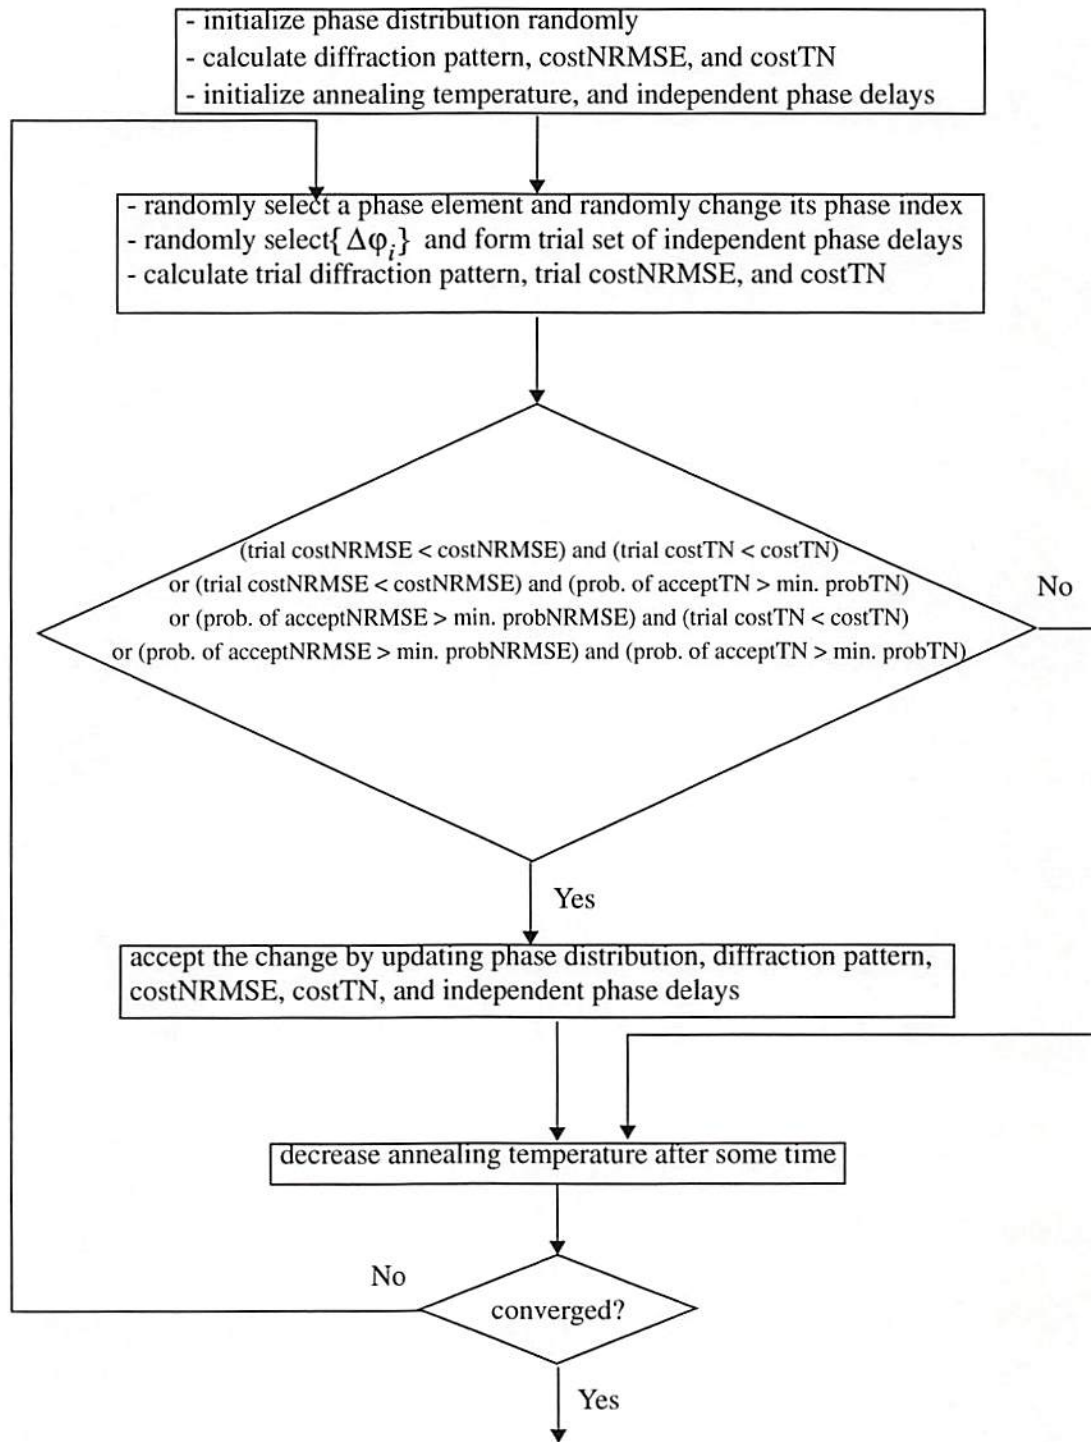 - initialize phase distribution randomly
- calculate diffraction pattern, costNRMSE, and costTN
- initialize annealing temperature, and independent phase delays
- randomly select a phase element and randomly change its phase index
- randomly select{ Δφᵢ} and form trial set of independent phase delays
- calculate trial diffraction pattern, trial costNRMSE, and costTN
(trial costNRMSE < costNRMSE) and (trial costTN < costTN)
or (trial costNRMSE < costNRMSE) and (prob. of acceptTN > min. probTN)
or (prob. of acceptNRMSE > min. probNRMSE) and (trial costTN < costTN)
or (prob. of acceptNRMSE > min. probNRMSE) and (prob. of acceptTN > min. probTN)
No
Yes
accept the change by updating phase distribution, diffraction pattern,
costNRMSE, costTN, and independent phase delays
decrease annealing temperature after some time
No
converged?
Yes